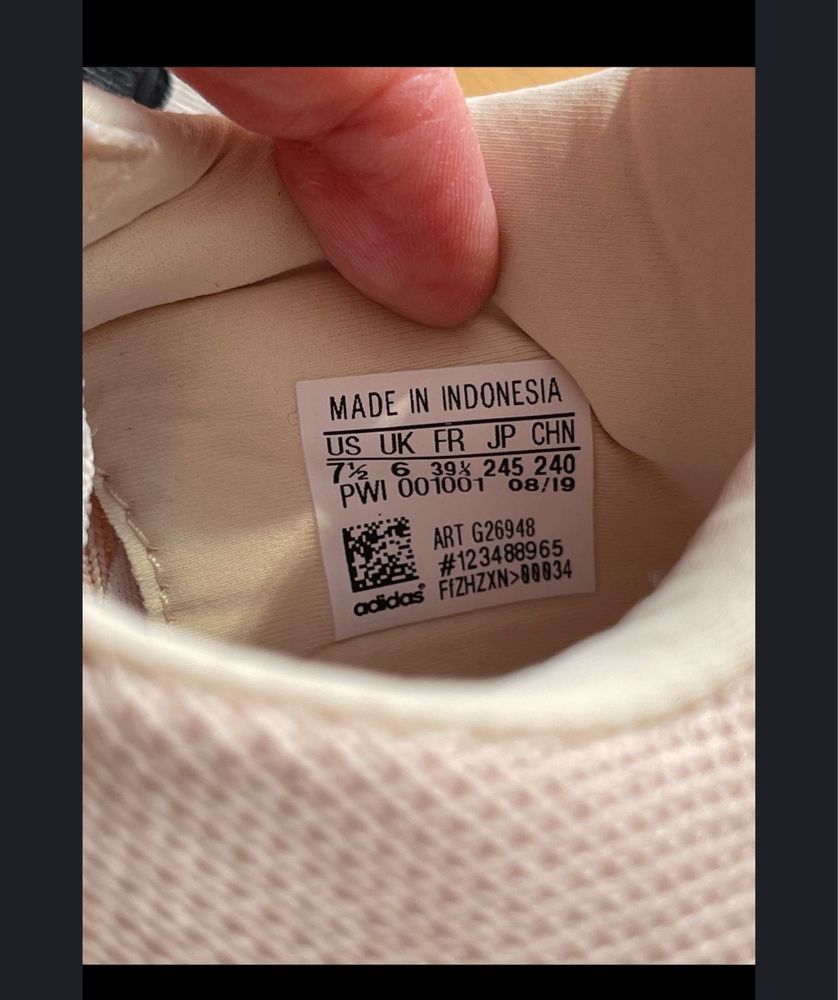 MADE IN INDONESIA
US UK FR JP CHN
7½ 6 39⅓ 245 240
PWI 001001 08/19
ART G26948
#123488965
FfZHZXN>00034
adidas®